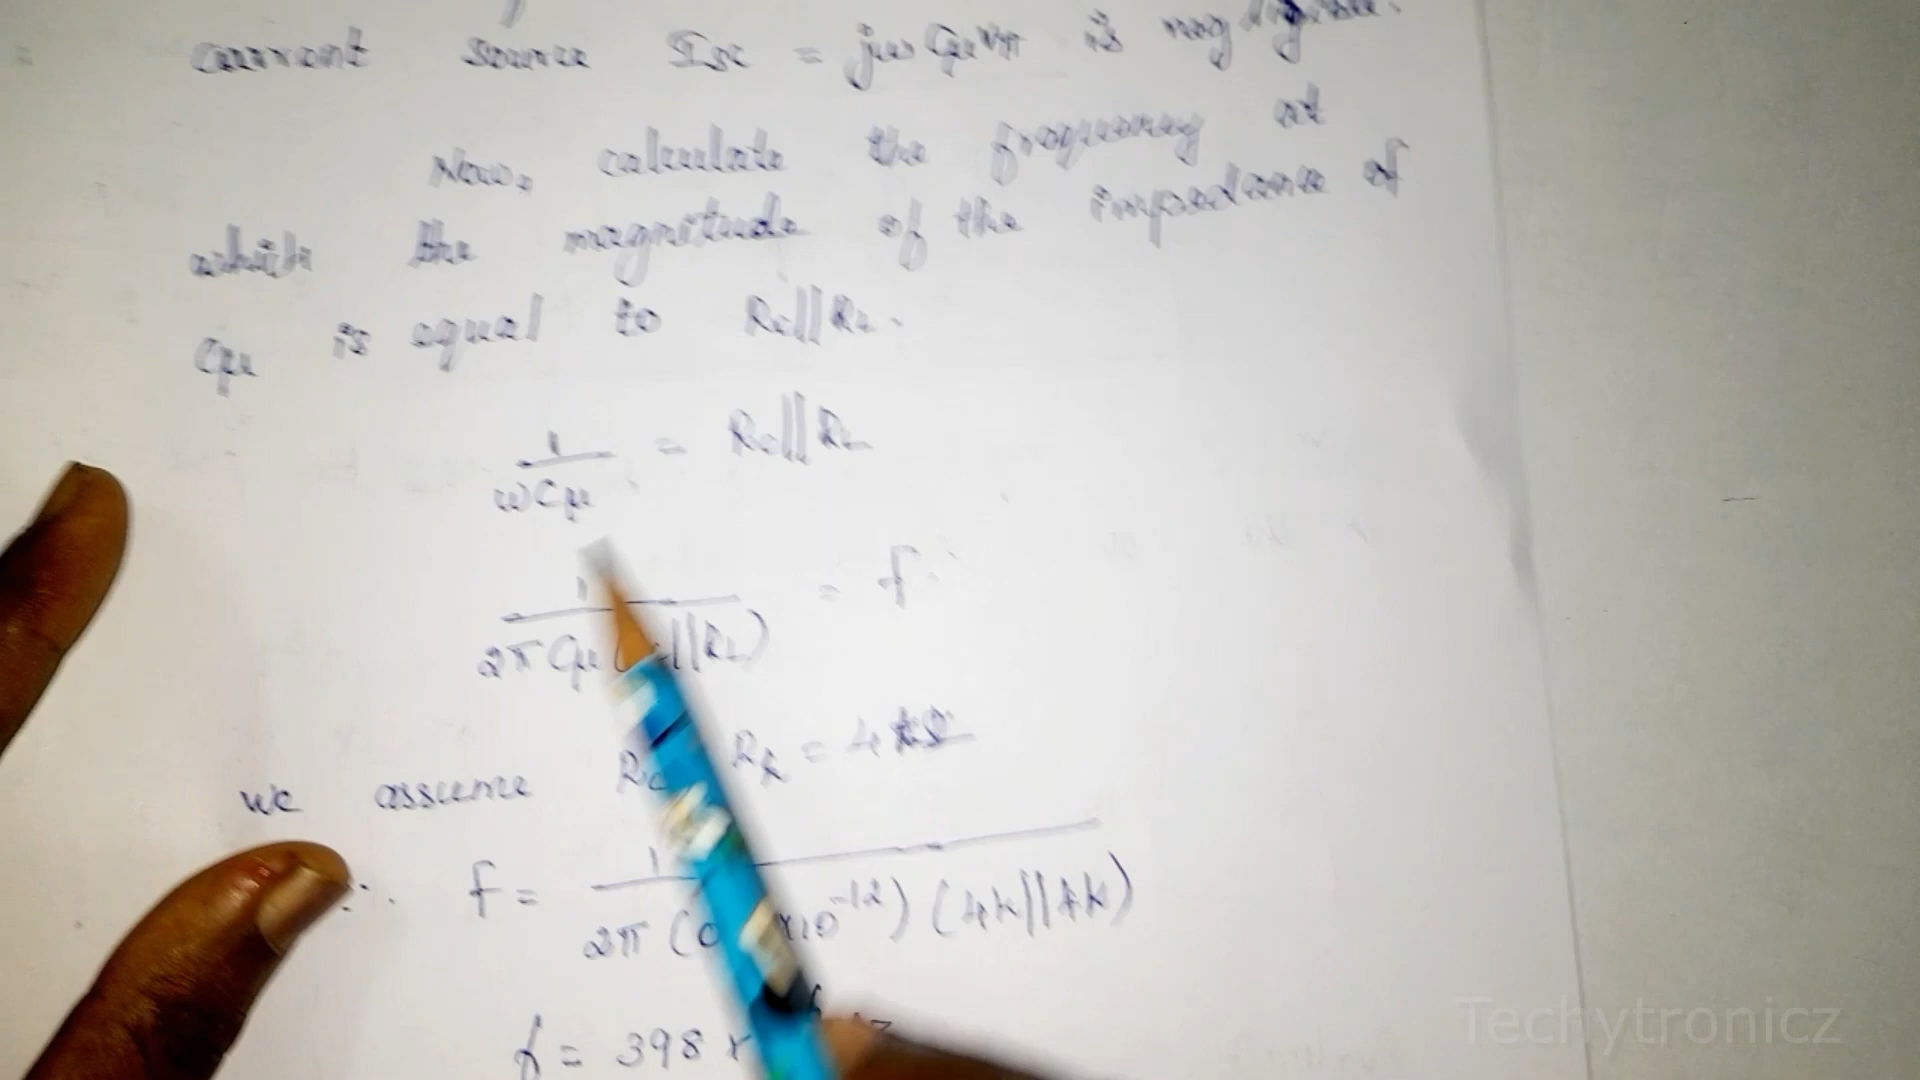 current source Isc = jωCμVπ is negligible.
Now, calculate the frequency at
which the magnitude of the impedance of
Cμ is equal to Rc||RL.
1/ωCμ = Rc||RL
1/2πCμ( ||RL) = f
we assume Rc RL = 4kΩ
∴ f = 1/2π(0 ×10^-12)(4k||4k)
f = 398 ×
Techytronicz